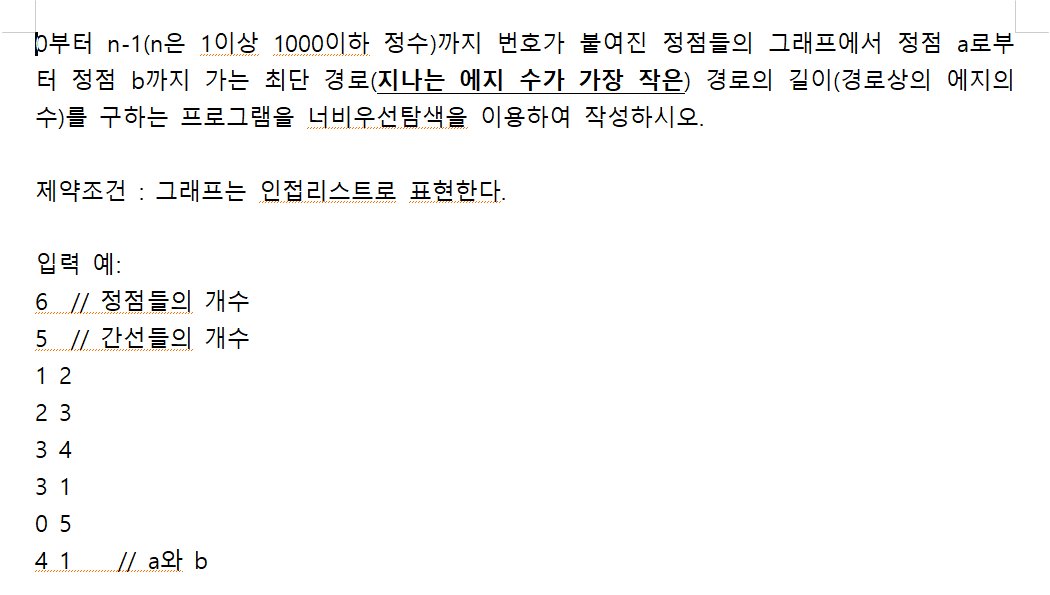 0부터 n-1(n은 1이상 1000이하 정수)까지 번호가 붙여진 정점들의 그래프에서 정점 a로부
터 정점 b까지 가는 최단 경로(지나는 에지 수가 가장 작은) 경로의 길이(경로상의 에지의
수)를 구하는 프로그램을 너비우선탐색을 이용하여 작성하시오.
제약조건 : 그래프는 인접리스트로 표현한다.
입력 예:
6 // 정점들의 개수
5 // 간선들의 개수
1 2
2 3
3 4
3 1
0 5
4 1 // a와 b